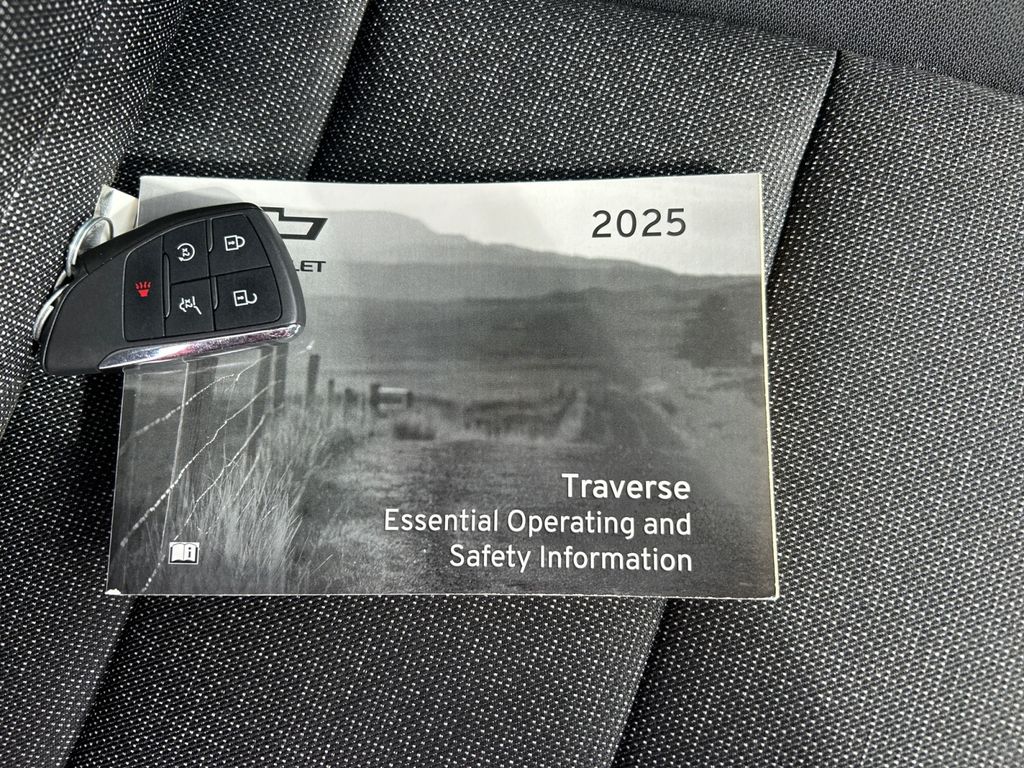 2025
LET
Traverse
Essential Operating and
Safety Information